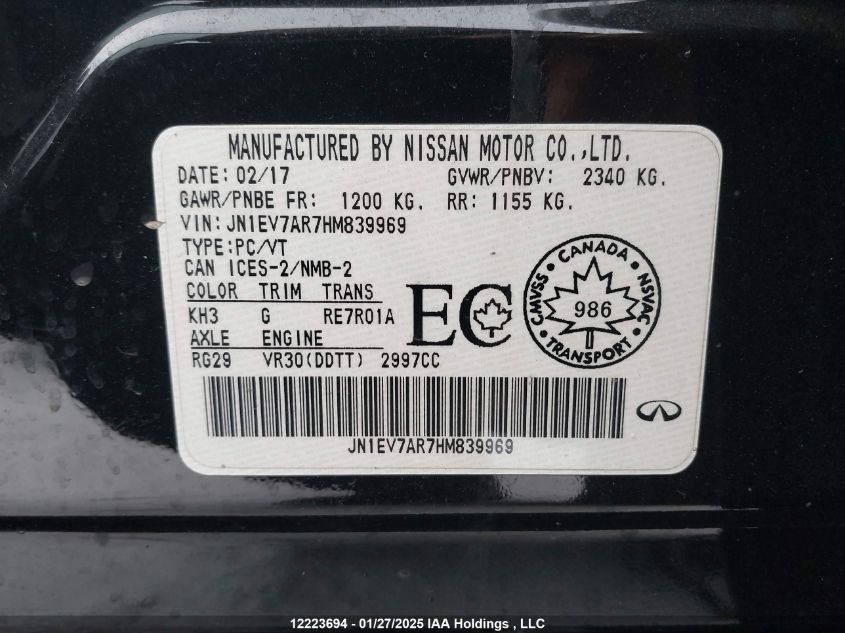 MANUFACTURED BY NISSAN MOTOR CO.,LTD.
DATE: 02/17 GVWR/PNBV: 2340 KG.
GAWR/PNBE FR: 1200 KG. RR: 1155 KG.
VIN: JN1EV7AR7HM839969
TYPE:PC/VT
CAN ICES-2/NMB-2
COLOR TRIM TRANS
KH3 G RE7R01A
AXLE ENGINE
RG29 VR30(DDTT) 2997CC
EC
CANADA
CMVSS NSVAC
986
TRANSPORT
JN1EV7AR7HM839969
12223694 - 01/27/2025 IAA Holdings , LLC